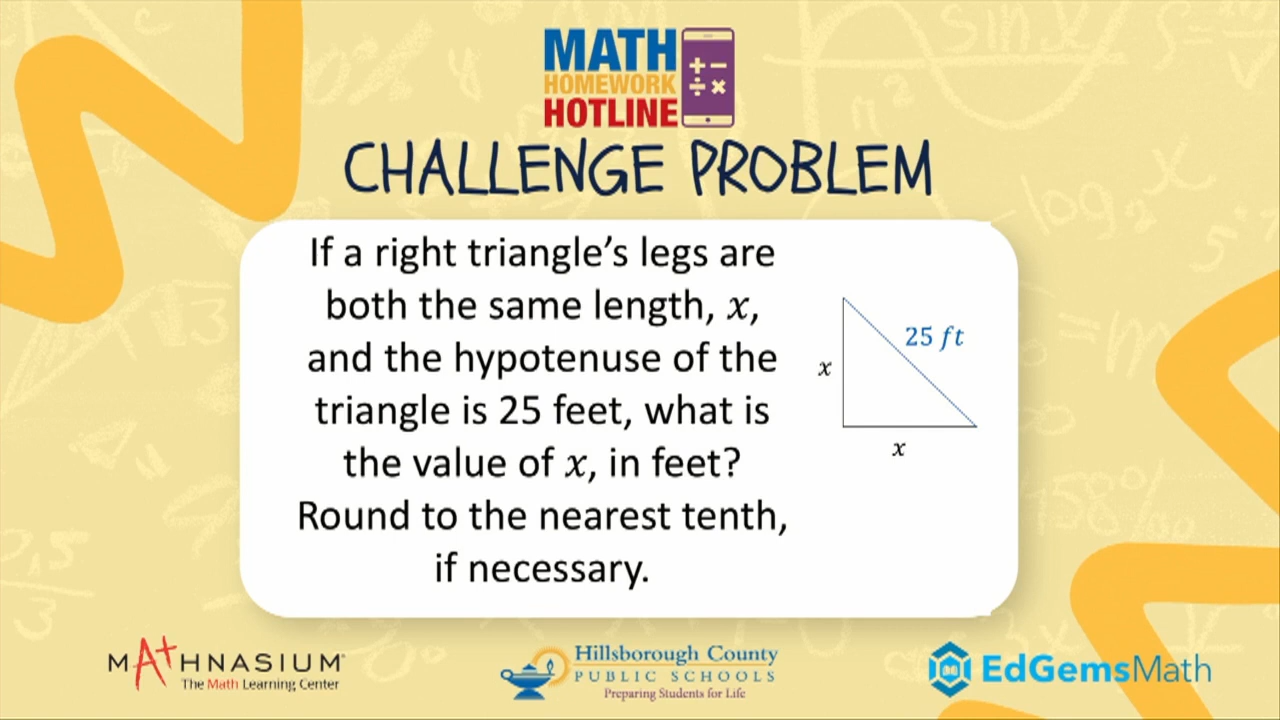 MATH
HOMEWORK
HOTLINE
+ −
÷ ×
CHALLENGE PROBLEM
If a right triangle’s legs are
both the same length, x,
and the hypotenuse of the
triangle is 25 feet, what is
the value of x, in feet?
Round to the nearest tenth,
if necessary.
25 ft
x
x
MATHNASIUM®
The Math Learning Center
Hillsborough County
PUBLIC SCHOOLS
Preparing Students for Life
EdGemsMath
sin x
-log₂ x